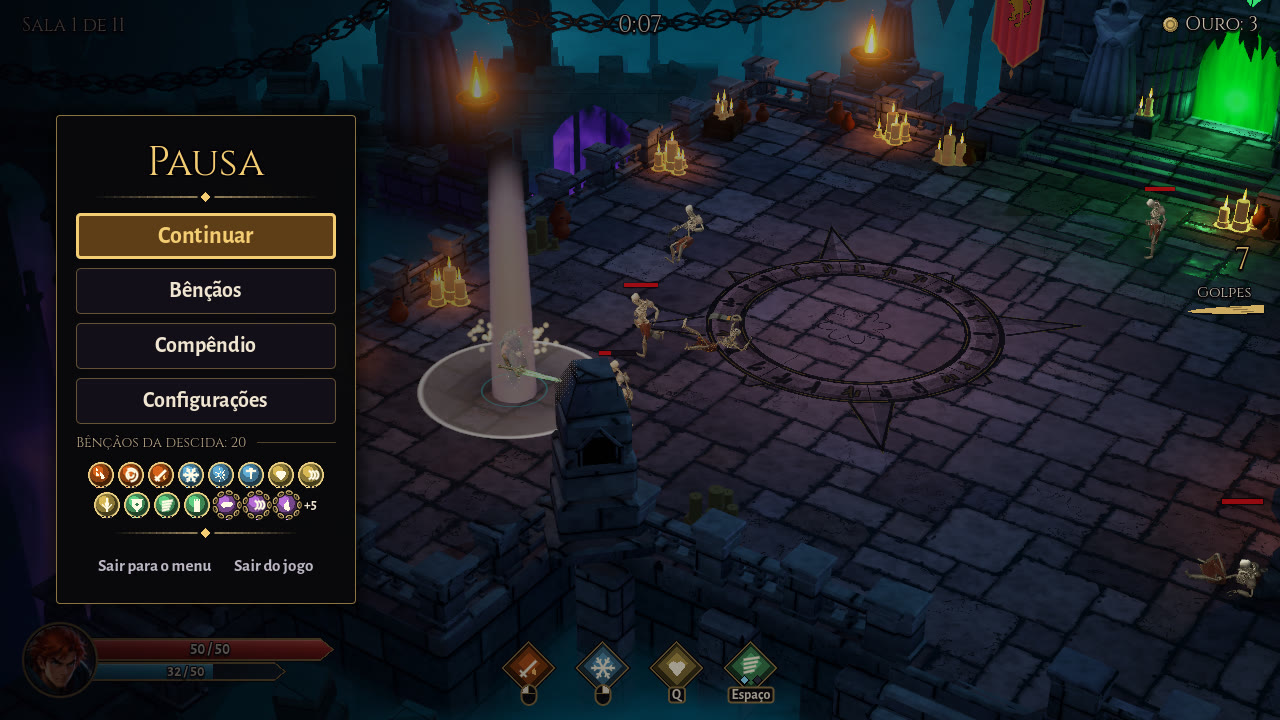 Sala 1 de 11
0:07
Ouro: 3
Pausa
Continuar
Bênçãos
Compêndio
Configurações
Bênçãos da descida: 20
+5
Sair para o menu
Sair do jogo
7
Golpes
50/50
32/50
Q
Espaço